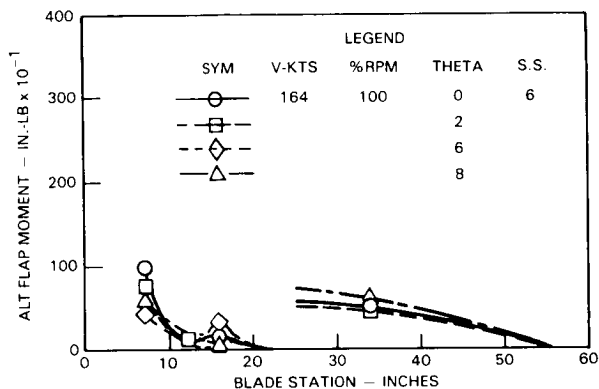 400
LEGEND
SYM V-KTS %RPM THETA S.S.
300 164 100 0 6
2
6
200 8
100
0
0 10 20 30 40 50 60
ALT FLAP MOMENT – IN.-LB x 10⁻¹
BLADE STATION – INCHES